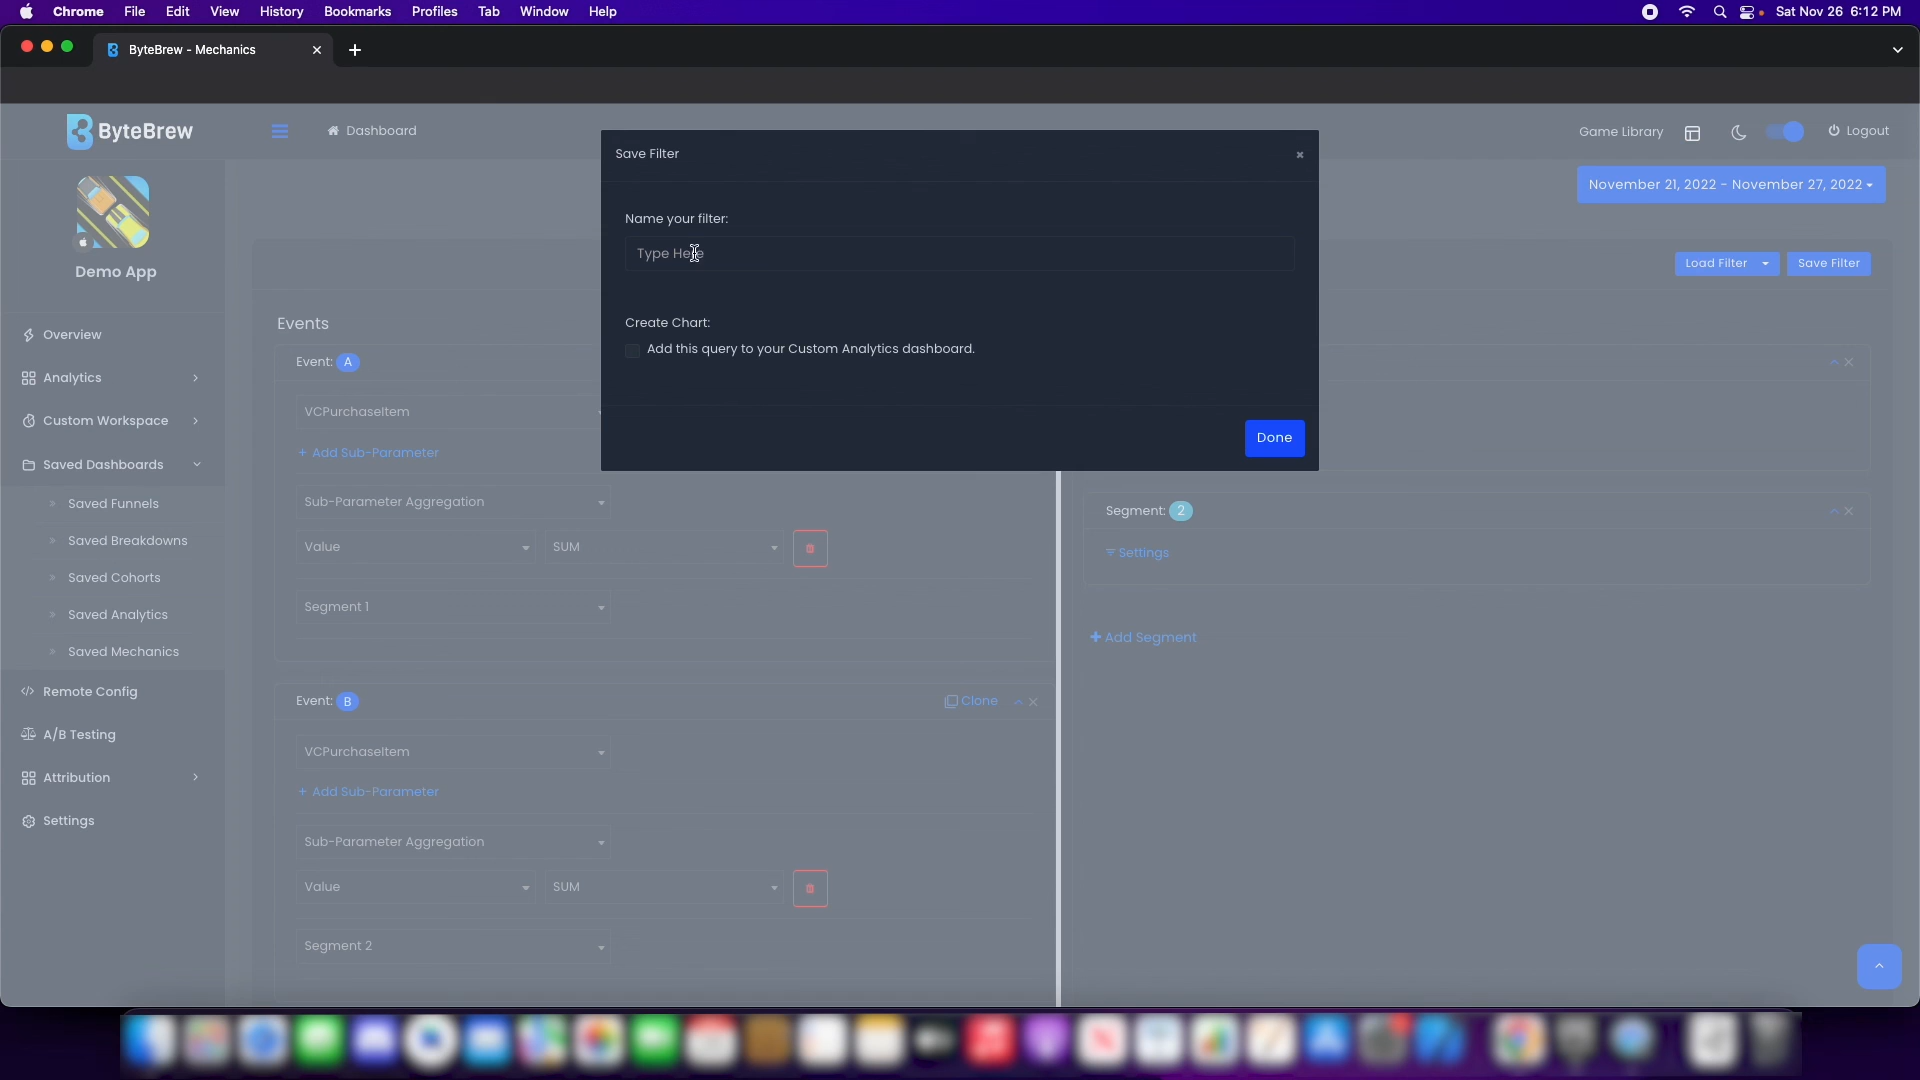 Chrome File Edit View History Bookmarks Profiles Tab Window Help Sat Nov 26 6:12 PM
ByteBrew - Mechanics
ByteBrew
Dashboard
Game Library
Logout
Demo App
Overview
Analytics
Custom Workspace
Saved Dashboards
Saved Funnels
Saved Breakdowns
Saved Cohorts
Saved Analytics
Saved Mechanics
Remote Config
A/B Testing
Attribution
Settings
November 21, 2022 - November 27, 2022
Load Filter
Save Filter
Save Filter
Name your filter:
Type Here
Create Chart:
Add this query to your Custom Analytics dashboard.
Done
Events
Event: A
VCPurchaseItem
+ Add Sub-Parameter
Sub-Parameter Aggregation
Value SUM
Segment 1
Event: B
Clone
VCPurchaseItem
+ Add Sub-Parameter
Sub-Parameter Aggregation
Value SUM
Segment 2
Segment: 2
Settings
+ Add Segment